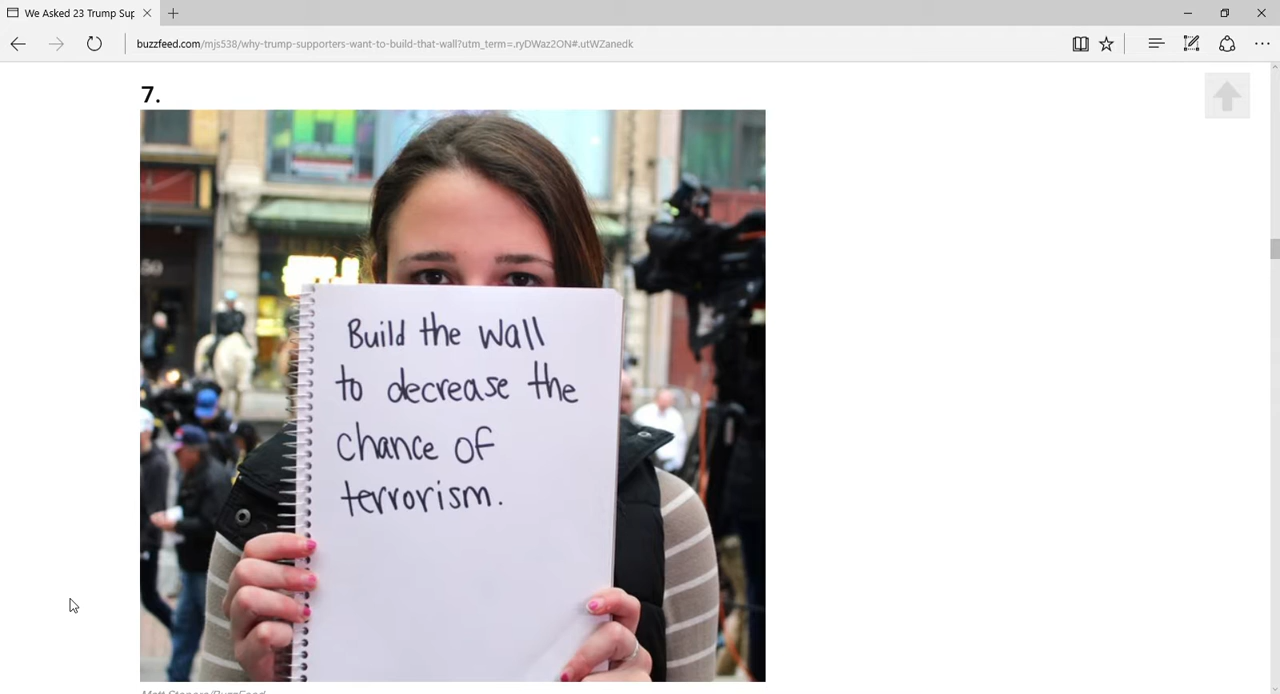 We Asked 23 Trump Sup
buzzfeed.com/mjs538/why-trump-supporters-want-to-build-that-wall?utm_term=.ryDWaz2ON#.utWZanedk
7.
Build the wall
to decrease the
chance of
terrorism.